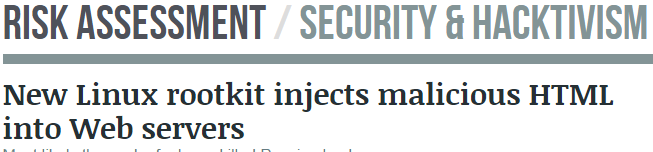 RISK ASSESSMENT / SECURITY & HACKTIVISM
New Linux rootkit injects malicious HTML
into Web servers